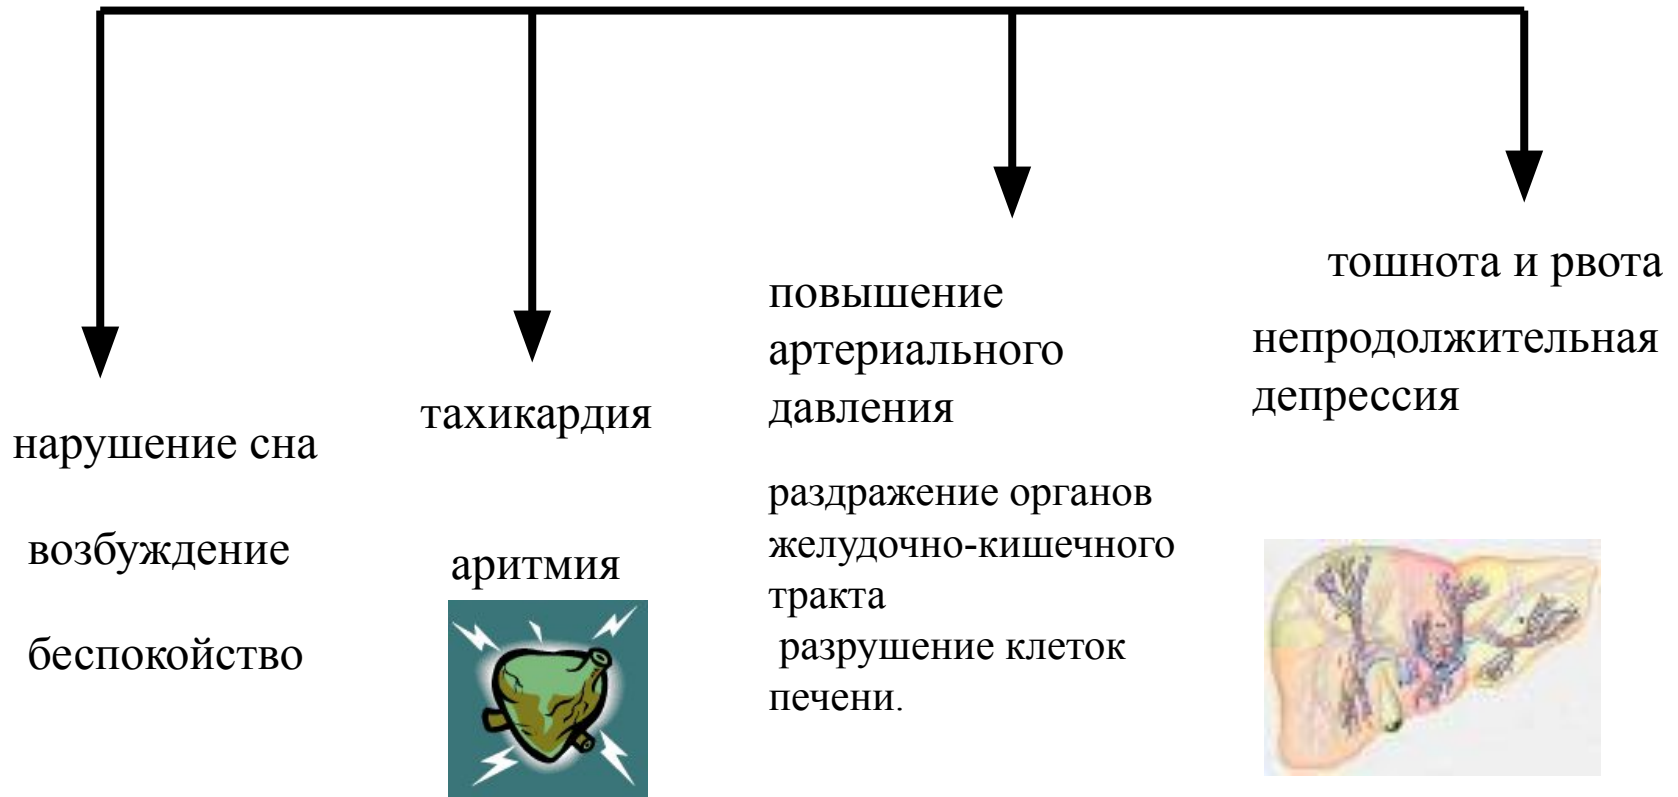 нарушение сна
возбуждение
беспокойство
тахикардия
аритмия
повышение
артериального
давления
раздражение органов
желудочно-кишечного
тракта
разрушение клеток
печени.
тошнота и рвота
непродолжительная
депрессия